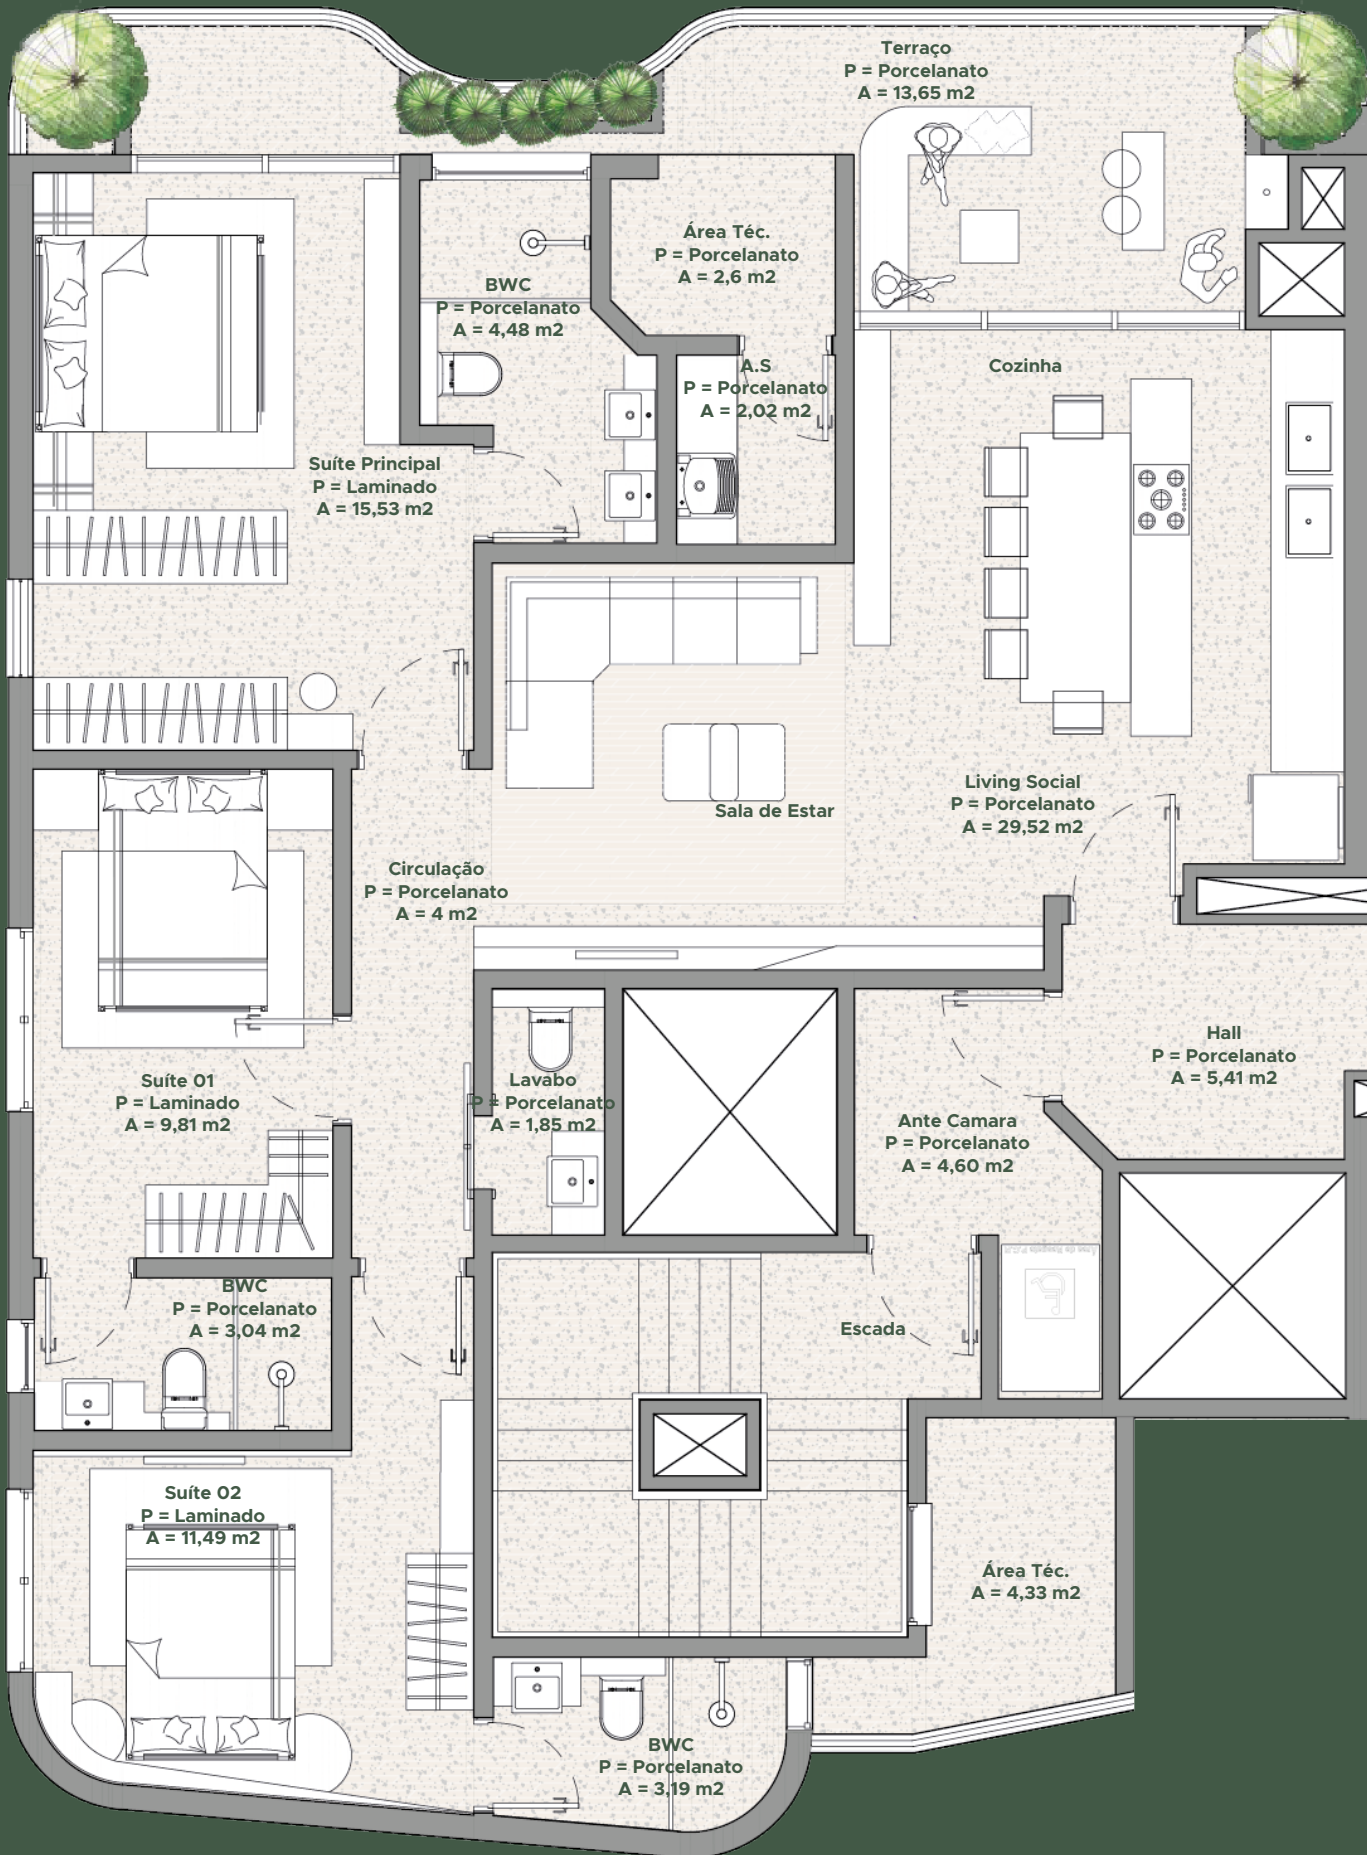 Terraço
P = Porcelanato
A = 13,65 m2
Área Téc.
P = Porcelanato
A = 2,6 m2
BWC
P = Porcelanato
A = 4,48 m2
A.S
P = Porcelanato
A = 2,02 m2
Cozinha
Suíte Principal
P = Laminado
A = 15,53 m2
Living Social
P = Porcelanato
A = 29,52 m2
Sala de Estar
Circulação
P = Porcelanato
A = 4 m2
Hall
P = Porcelanato
A = 5,41 m2
Suíte 01
P = Laminado
A = 9,81 m2
Lavabo
P = Porcelanato
A = 1,85 m2
Ante Camara
P = Porcelanato
A = 4,60 m2
BWC
P = Porcelanato
A = 3,04 m2
Escada
Suíte 02
P = Laminado
A = 11,49 m2
Área Téc.
A = 4,33 m2
BWC
P = Porcelanato
A = 3,19 m2